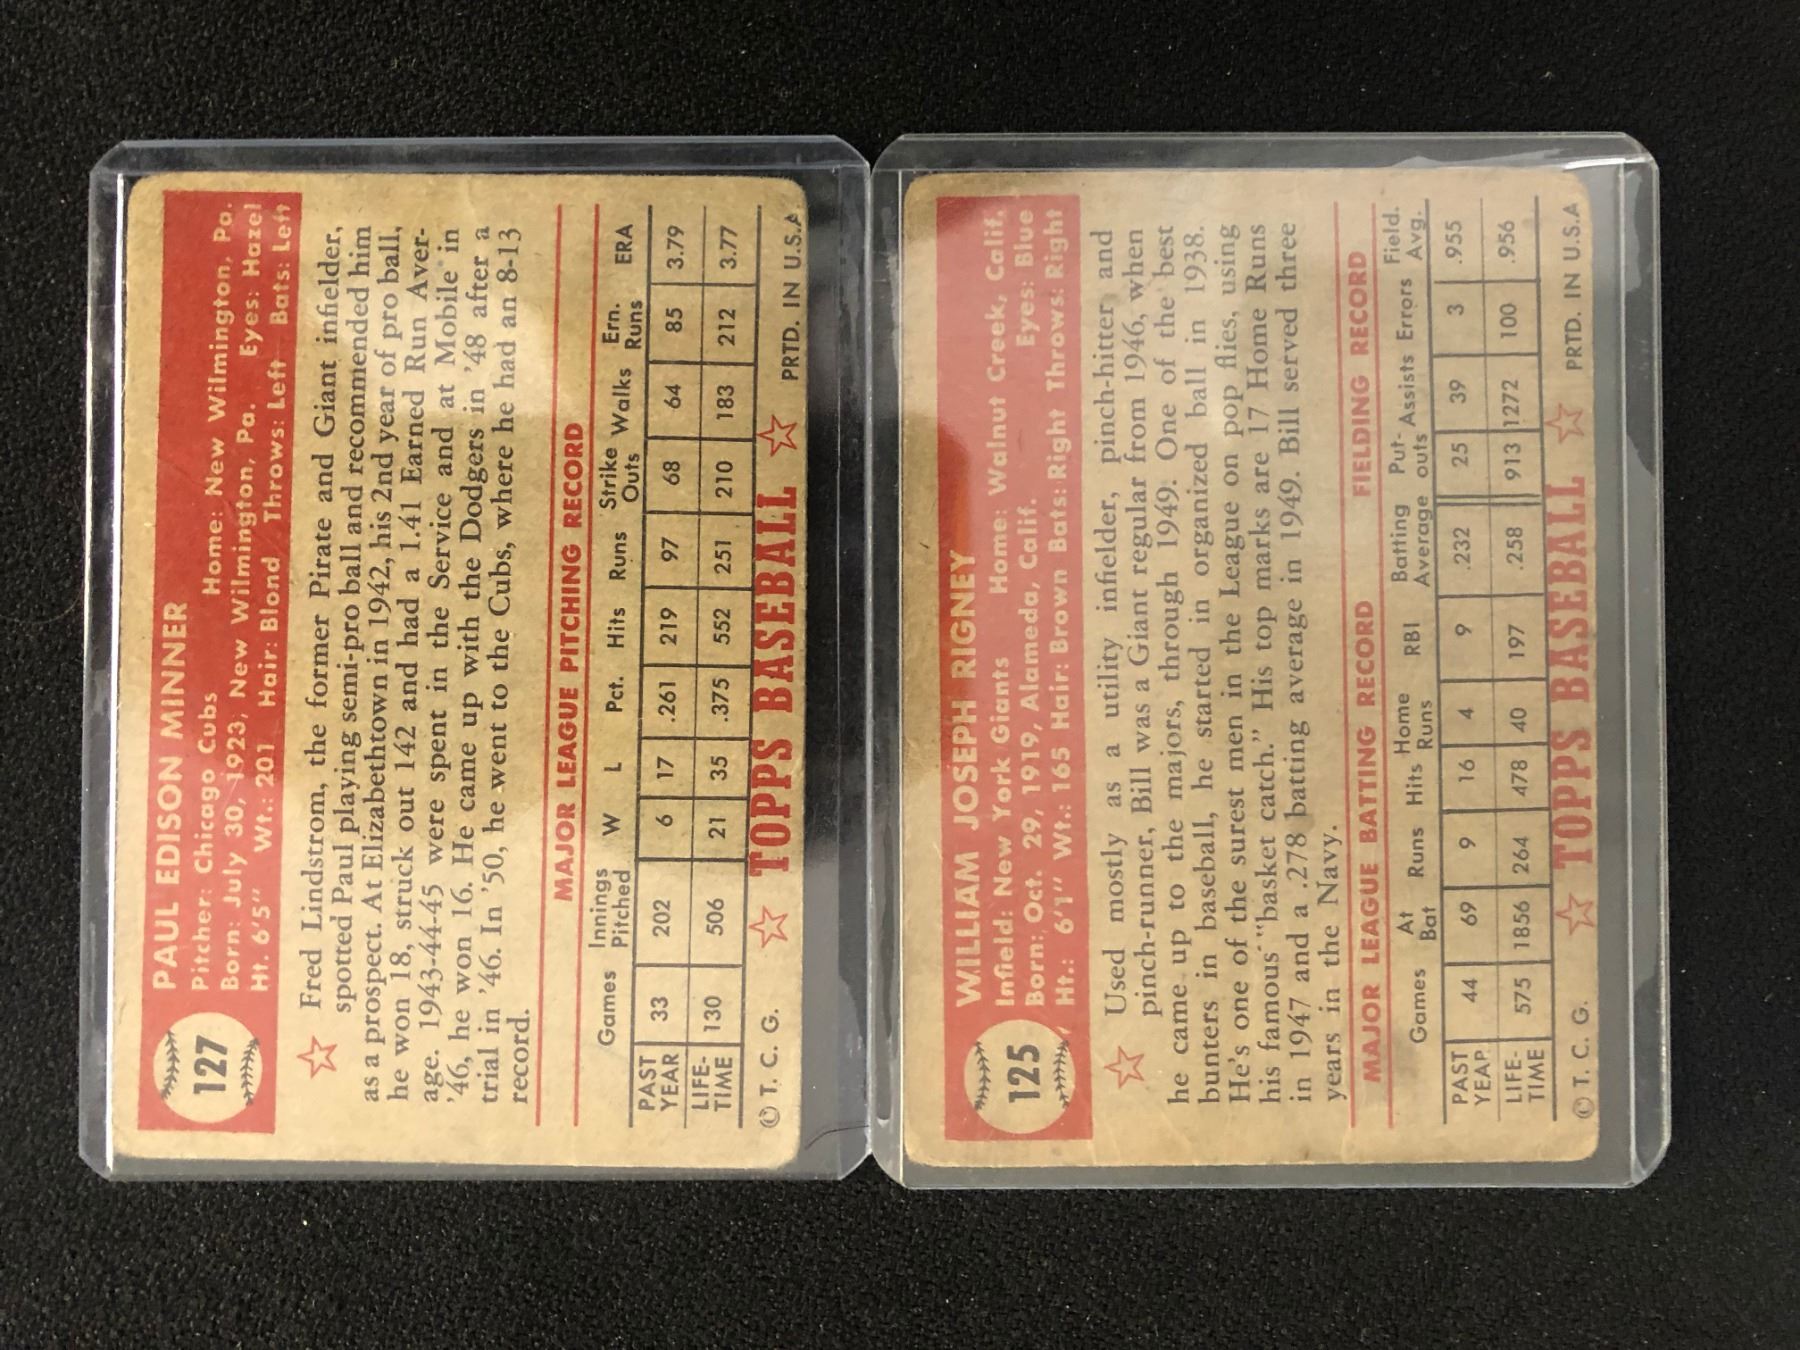 127
PAUL EDISON MINNER
Pitcher: Chicago Cubs Home: New Wilmington, Pa.
Born: July 30, 1923, New Wilmington, Pa. Eyes: Hazel
Ht. 6'5" Wt.: 201 Hair: Blond Throws: Left Bats: Left
Fred Lindstrom, the former Pirate and Giant infielder,
spotted Paul playing semi-pro ball and recommended him
as a prospect. At Elizabethtown in 1942, his 2nd year of pro ball,
he won 18, struck out 142 and had a 1.41 Earned Run Aver-
age. 1943-44-45 were spent in the Service and at Mobile in
'46, he won 16. He came up with the Dodgers in '48 after a
trial in '46. In '50, he went to the Cubs, where he had an 8-13
record.
MAJOR LEAGUE PITCHING RECORD
Games Innings Pitched W L Pct. Hits Runs Strike Outs Walks Ern. Runs ERA
PAST YEAR 33 202 6 17 .261 219 97 68 64 85 3.79
LIFE- TIME 130 506 21 35 .375 552 251 210 183 212 3.77
© T. C. G. TOPPS BASEBALL PRTD. IN U.S.A
125
WILLIAM JOSEPH RIGNEY
Infield: New York Giants Home: Walnut Creek, Calif.
Born: Oct. 29, 1919, Alameda, Calif. Eyes: Blue
Ht.: 6'1" Wt.: 165 Hair: Brown Bats: Right Throws: Right
Used mostly as a utility infielder, pinch-hitter and
pinch-runner, Bill was a Giant regular from 1946, when
he came up to the majors, through 1949. One of the best
bunters in baseball, he started in organized ball in 1938.
He's one of the surest men in the League on pop flies, using
his famous "basket catch." His top marks are 17 Home Runs
in 1947 and a .278 batting average in 1949. Bill served three
years in the Navy.
MAJOR LEAGUE BATTING RECORD FIELDING RECORD
Games At Bat Runs Hits Home Runs RBI Batting Average Put- outs Assists Errors Field. Avg.
PAST YEAR 44 69 9 16 4 9 .232 25 39 3 .955
LIFE- TIME 575 1856 264 478 40 197 .258 913 1272 100 .956
© T. C. G. TOPPS BASEBALL PRTD. IN U.S.A